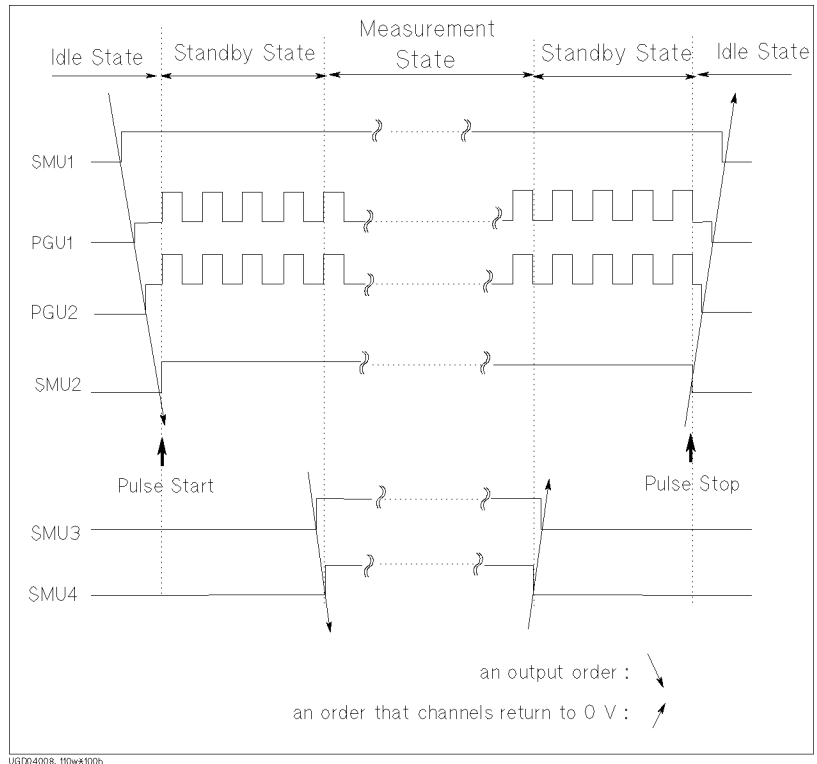 Measurement
State
Idle State
Standby State
Standby State
Idle State
SMU1
PGU1
PGU2
SMU2
Pulse Start
Pulse Stop
SMU3
SMU4
an output order :
an order that channels return to 0 V :
UGD04008, 110w*100h